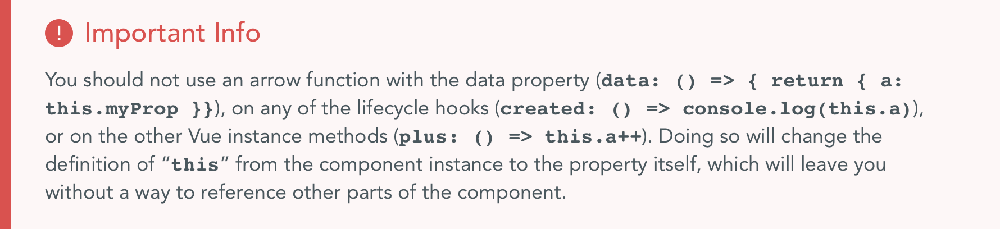 ! Important Info
You should not use an arrow function with the data property (data: () => { return { a:
this.myProp }}), on any of the lifecycle hooks (created: () => console.log(this.a)),
or on the other Vue instance methods (plus: () => this.a++). Doing so will change the
definition of “this” from the component instance to the property itself, which will leave you
without a way to reference other parts of the component.